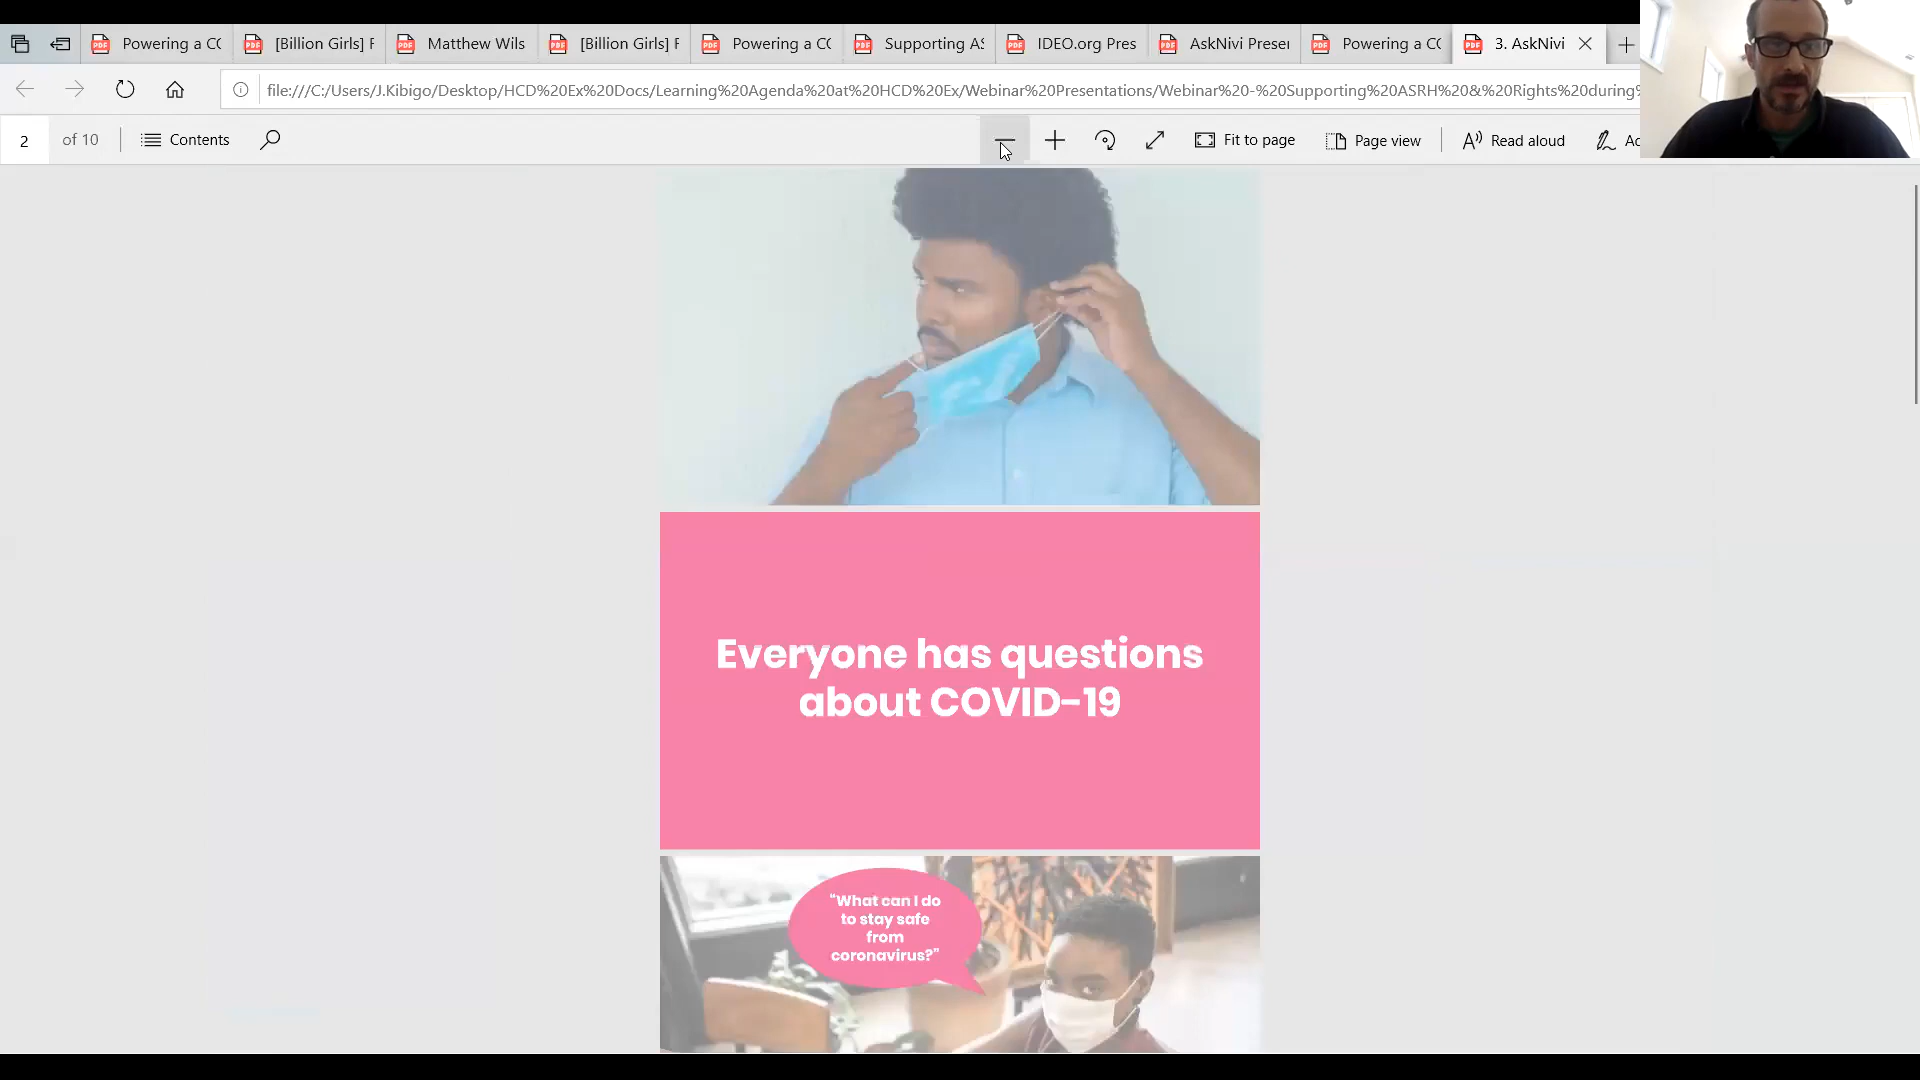 Powering a CC
[Billion Girls] F
Matthew Wils
[Billion Girls] F
Powering a CC
Supporting AS
IDEO.org Pres
AskNivi Preser
Powering a CC
3. AskNivi
file:///C:/Users/J.Kibigo/Desktop/HCD%20Ex%20Docs/Learning%20Agenda%20at%20HCD%20Ex/Webinar%20Presentations/Webinar%20-%20Supporting%20ASRH%20&%20Rights%20during%
2 of 10
Contents
Fit to page
Page view
Read aloud
Everyone has questions
about COVID-19
"What can I do
to stay safe
from
coronavirus?"